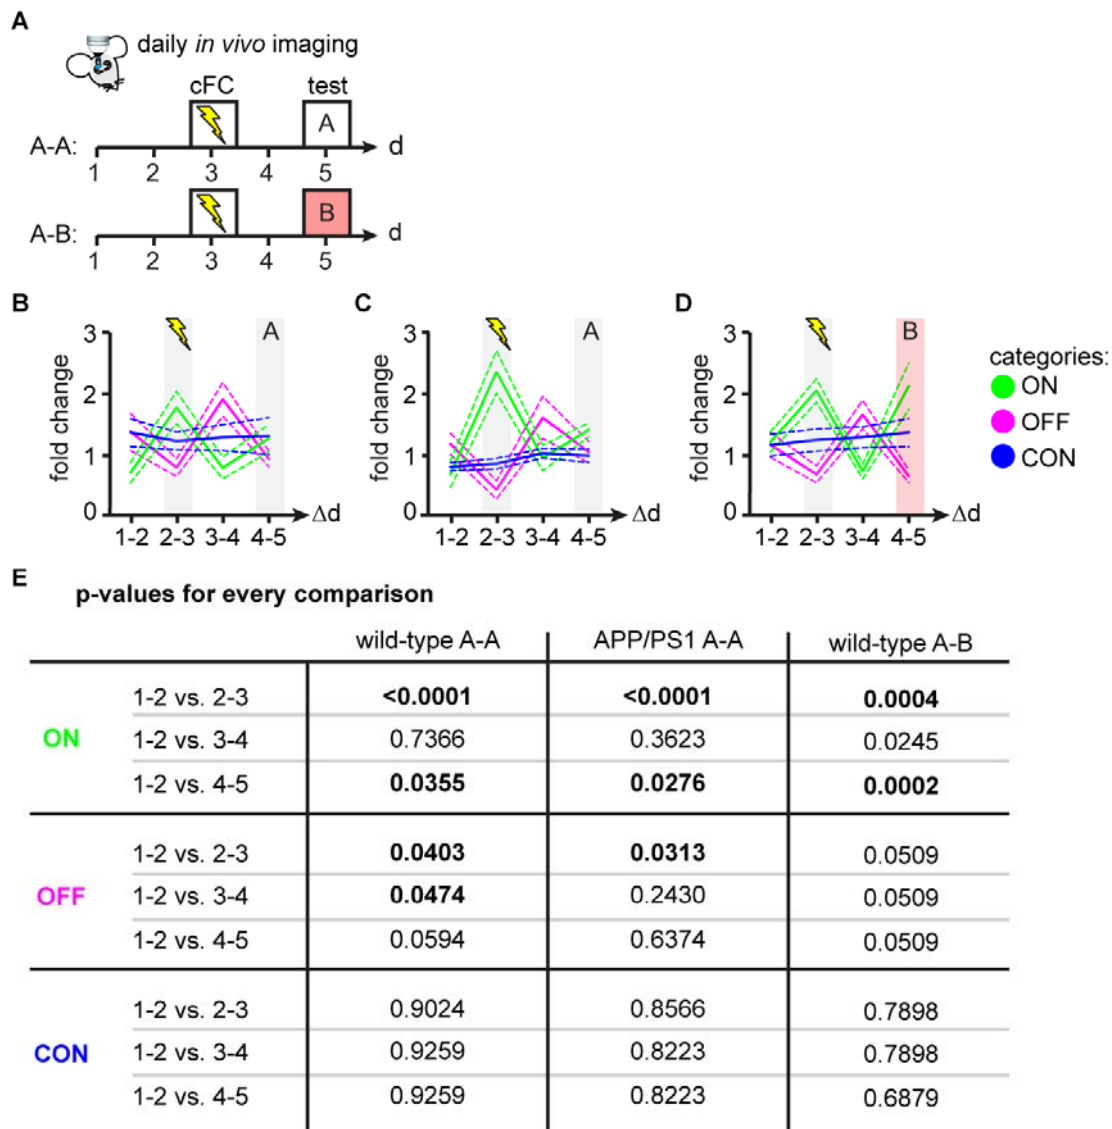 A
daily in vivo imaging
cFC test
A-A: A d
1 2 3 4 5
A-B: B d
1 2 3 4 5
B C D
3 A 3 A 3 B
2 2 2
1 1 1
0 0 0
fold change fold change fold change
1-2 2-3 3-4 4-5 Δd 1-2 2-3 3-4 4-5 Δd 1-2 2-3 3-4 4-5 Δd
categories:
ON
OFF
CON
E
p-values for every comparison
wild-type A-A APP/PS1 A-A wild-type A-B
ON
1-2 vs. 2-3 <0.0001 <0.0001 0.0004
1-2 vs. 3-4 0.7366 0.3623 0.0245
1-2 vs. 4-5 0.0355 0.0276 0.0002
OFF
1-2 vs. 2-3 0.0403 0.0313 0.0509
1-2 vs. 3-4 0.0474 0.2430 0.0509
1-2 vs. 4-5 0.0594 0.6374 0.0509
CON
1-2 vs. 2-3 0.9024 0.8566 0.7898
1-2 vs. 3-4 0.9259 0.8223 0.7898
1-2 vs. 4-5 0.9259 0.8223 0.6879